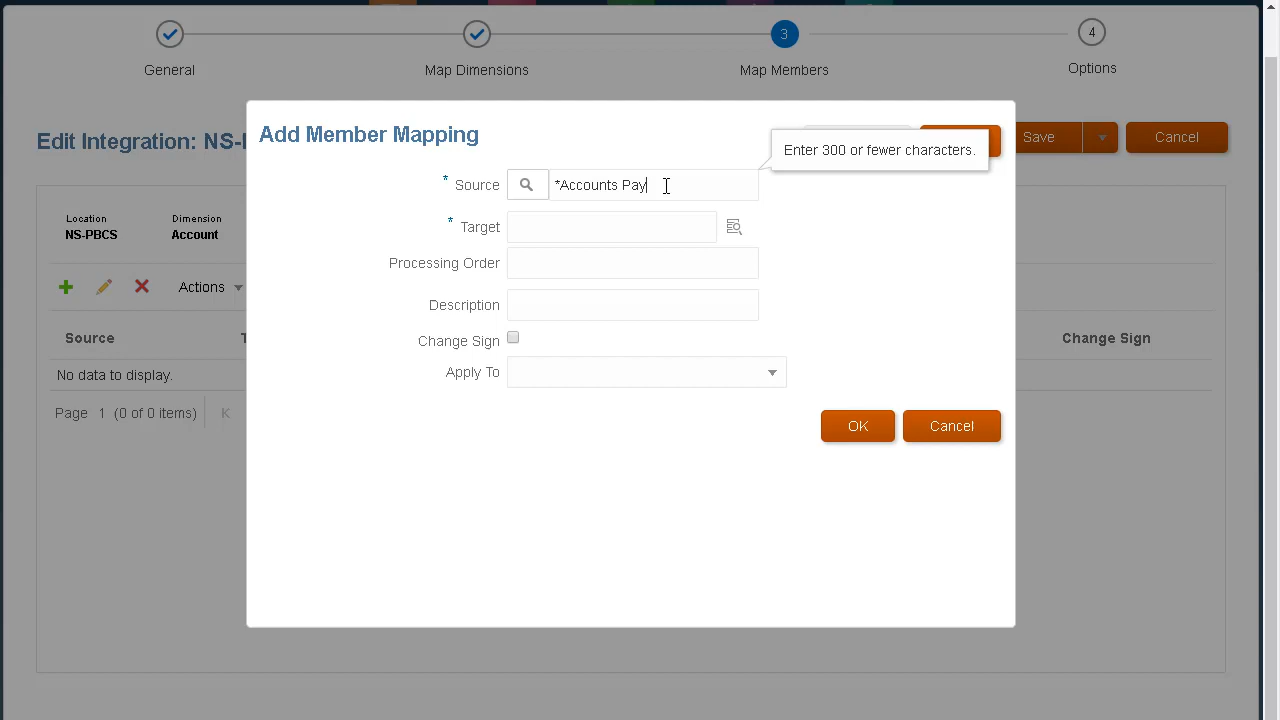 3
4
General
Map Dimensions
Map Members
Options
Edit Integration: NS-
Save
Cancel
Add Member Mapping
Enter 300 or fewer characters.
* Source
*Accounts Pay
* Target
Processing Order
Description
Change Sign
Apply To
OK
Cancel
Location
NS-PBCS
Dimension
Account
Actions
Source
Change Sign
No data to display.
Page 1 (0 of 0 items)
K